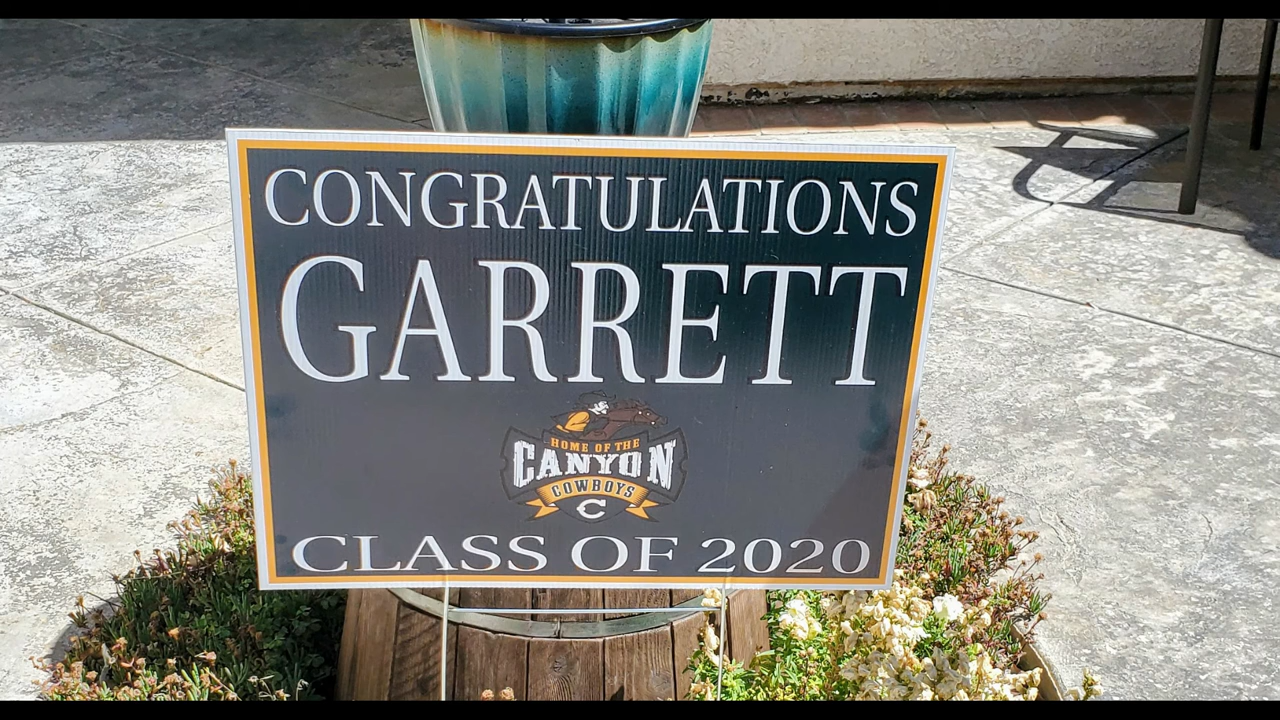 CONGRATULATIONS
GARRETT
HOME OF THE
CANYON
COWBOYS
C
CLASS OF 2020